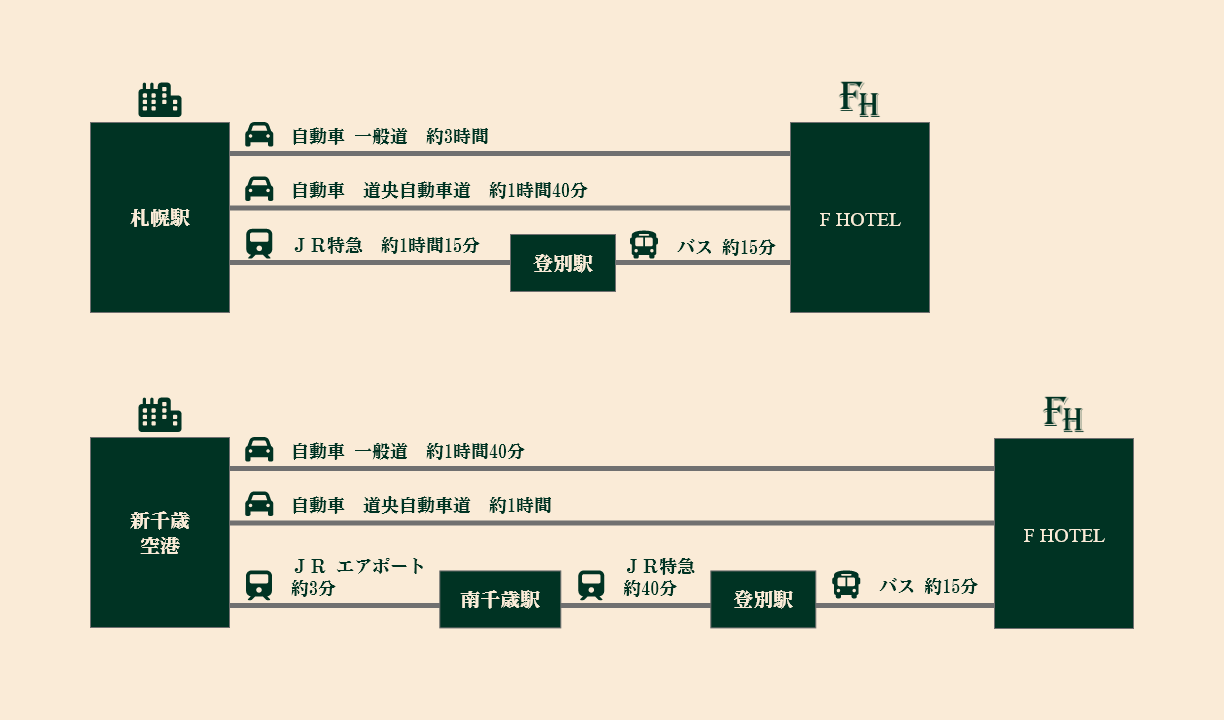 FH
自動車 一般道　約3時間
自動車　道央自動車道　約1時間40分
札幌駅
F HOTEL
ＪＲ特急　約1時間15分
登別駅
バス 約15分
FH
自動車 一般道　約1時間40分
自動車　道央自動車道　約1時間
新千歳
空港
F HOTEL
ＪＲ エアポート
約3分
南千歳駅
ＪＲ特急
約40分
登別駅
バス 約15分